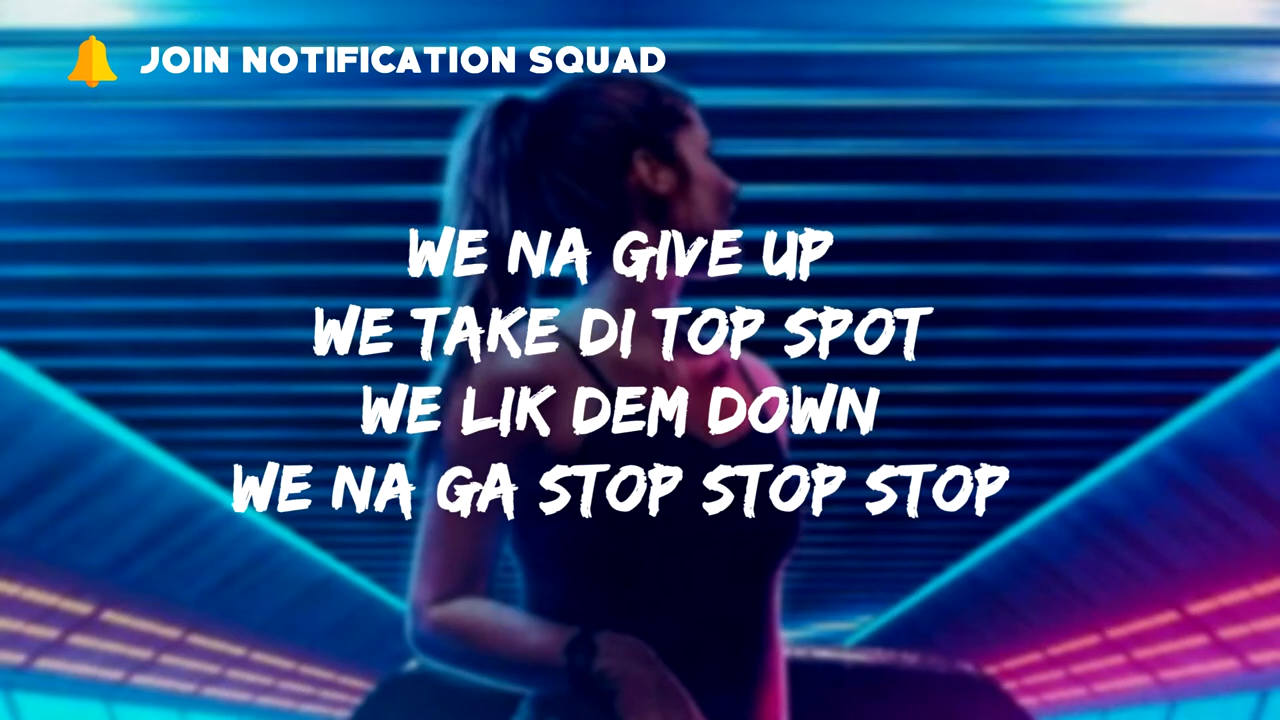 JOIN NOTIFICATION SQUAD
WE NA GIVE UP
WE TAKE DI TOP SPOT
WE LIK DEM DOWN
WE NA GA STOP STOP STOP